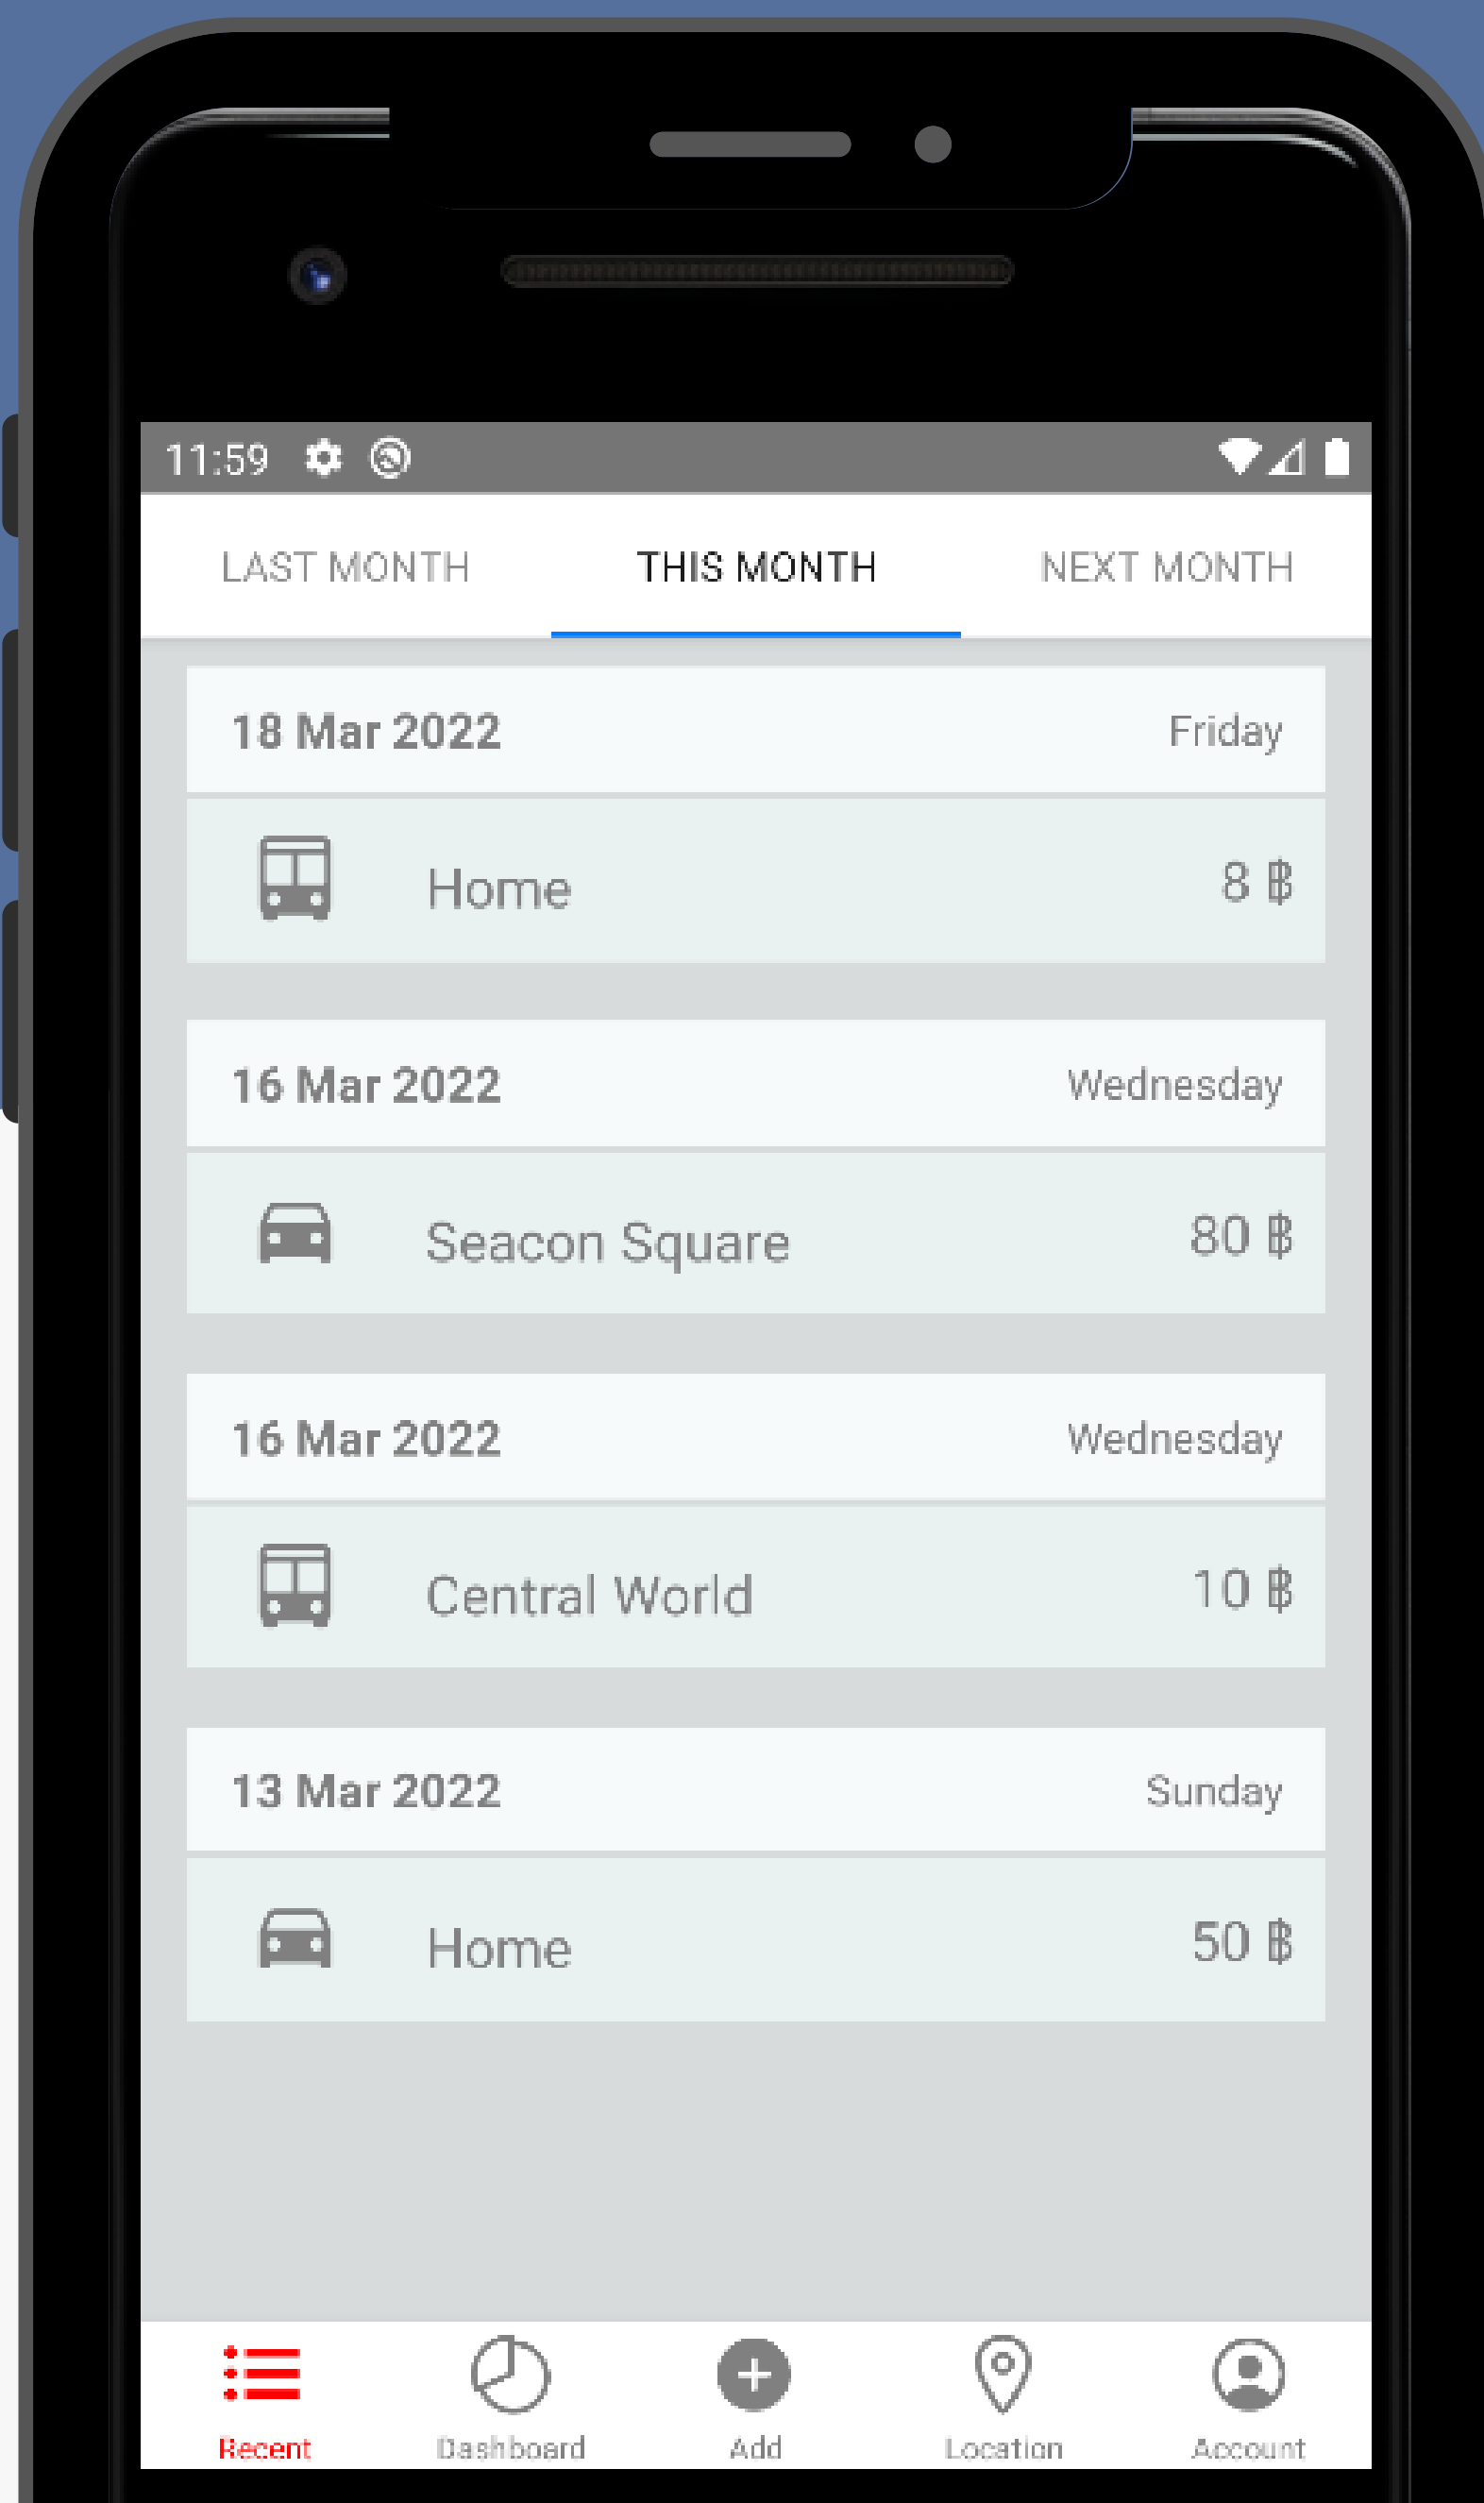 11:59
LAST MONTH THIS MONTH NEXT MONTH
18 Mar 2022 Friday
Home 8 ฿
16 Mar 2022 Wednesday
Seacon Square 80 ฿
16 Mar 2022 Wednesday
Central World 10 ฿
13 Mar 2022 Sunday
Home 50 ฿
Recent Dashboard Add Location Account